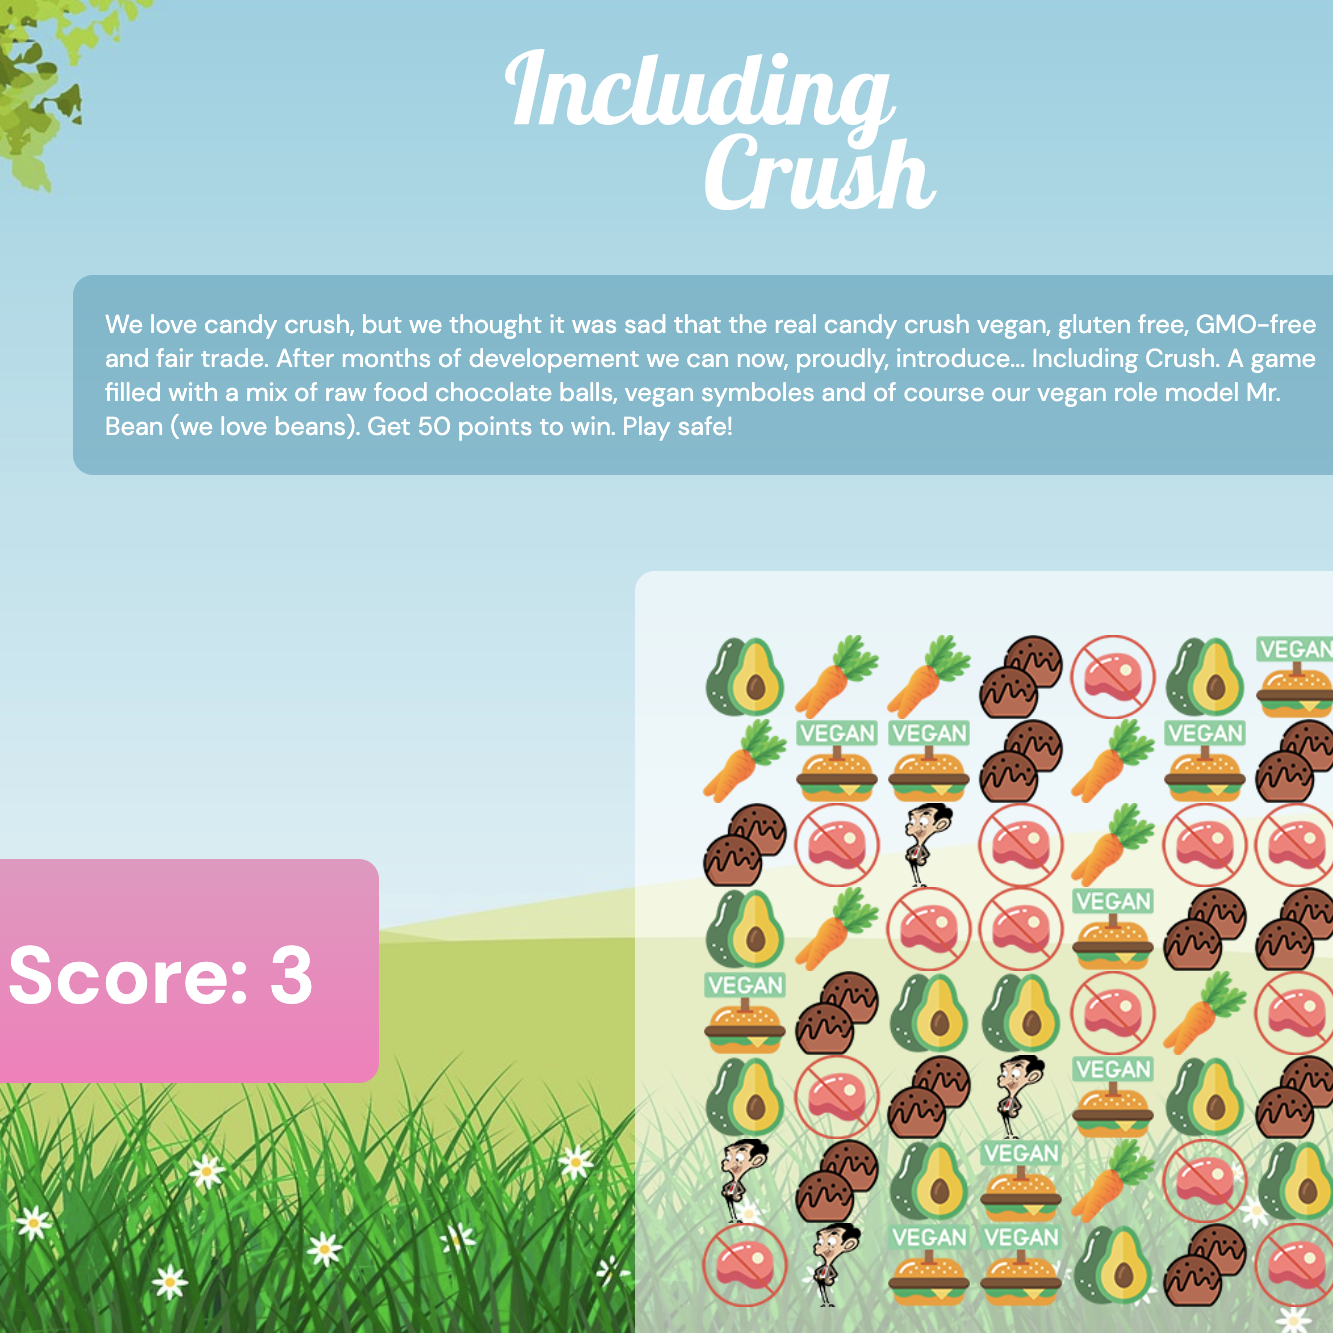 Including
Crush
We love candy crush, but we thought it was sad that the real candy crush vegan, gluten free, GMO-free
and fair trade. After months of developement we can now, proudly, introduce... Including Crush. A game
filled with a mix of raw food chocolate balls, vegan symboles and of course our vegan role model Mr.
Bean (we love beans). Get 50 points to win. Play safe!
VEGAN
VEGAN VEGAN VEGAN
Score: 3
VEGAN
VEGAN
VEGAN
VEGAN
VEGAN VEGAN